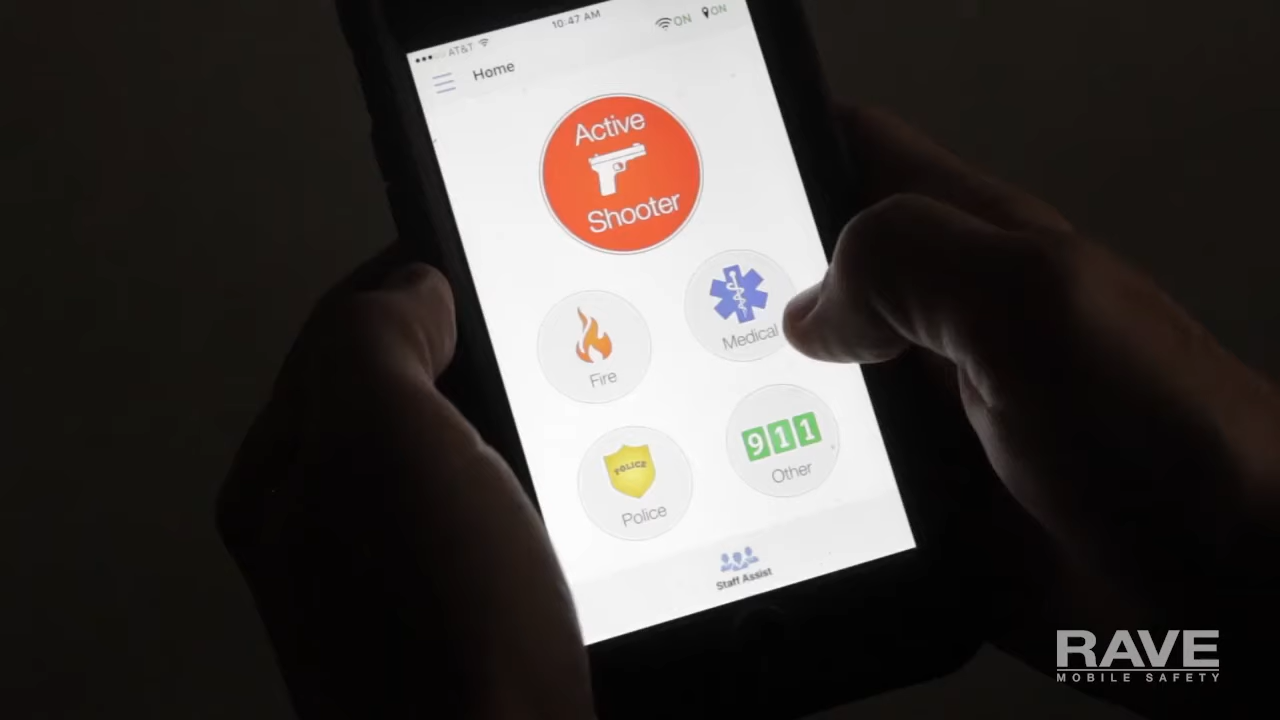 AT&T
10:47 AM
ON
ON
Home
Active
Shooter
Medical
Fire
911
Other
POLICE
Police
Staff Assist
RAVE
MOBILE SAFETY